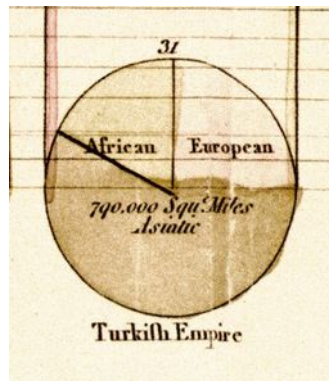 31
African European
790.000 Squ. Miles
Asiatic
Turkiſh Empire